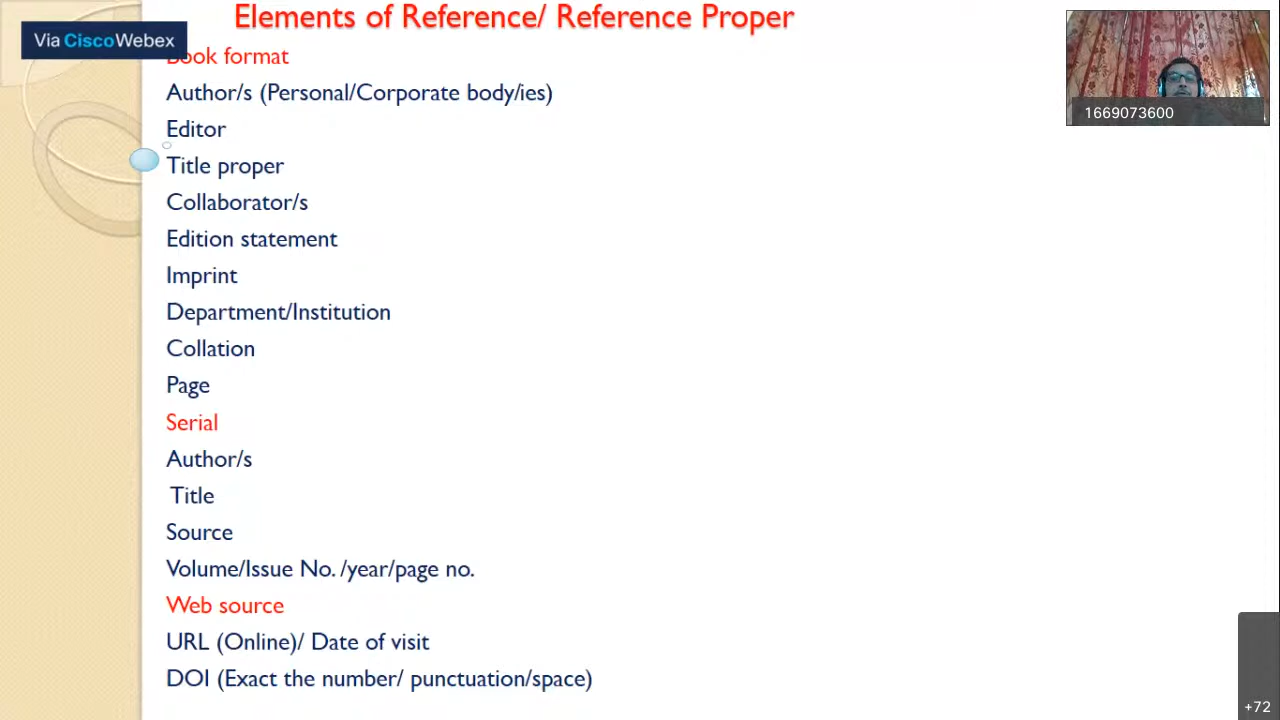 Elements of Reference/ Reference Proper
Via Cisco Webex
Book format
1669073600
Author/s (Personal/Corporate body/ies)
Editor
Title proper
Collaborator/s
Edition statement
Imprint
Department/Institution
Collation
Page
Serial
Author/s
Title
Source
Volume/Issue No. /year/page no.
Web source
URL (Online)/ Date of visit
DOI (Exact the number/ punctuation/space)
+72